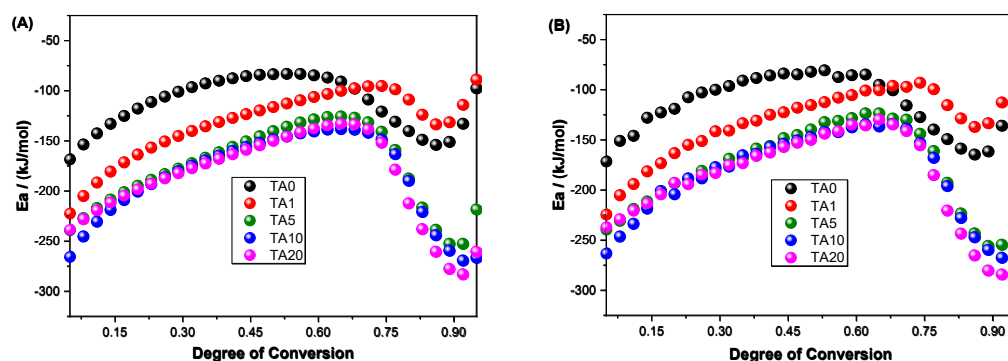 (A)
Ea / (kJ/mol)
-50
-100
-150
-200
-250
-300
TA0
TA1
TA5
TA10
TA20
0.15 0.30 0.45 0.60 0.75 0.90
Degree of Conversion
(B)
Ea / (kJ/mol)
-50
-100
-150
-200
-250
-300
TA0
TA1
TA5
TA10
TA20
0.15 0.30 0.45 0.60 0.75 0.90
Degree of Conversion